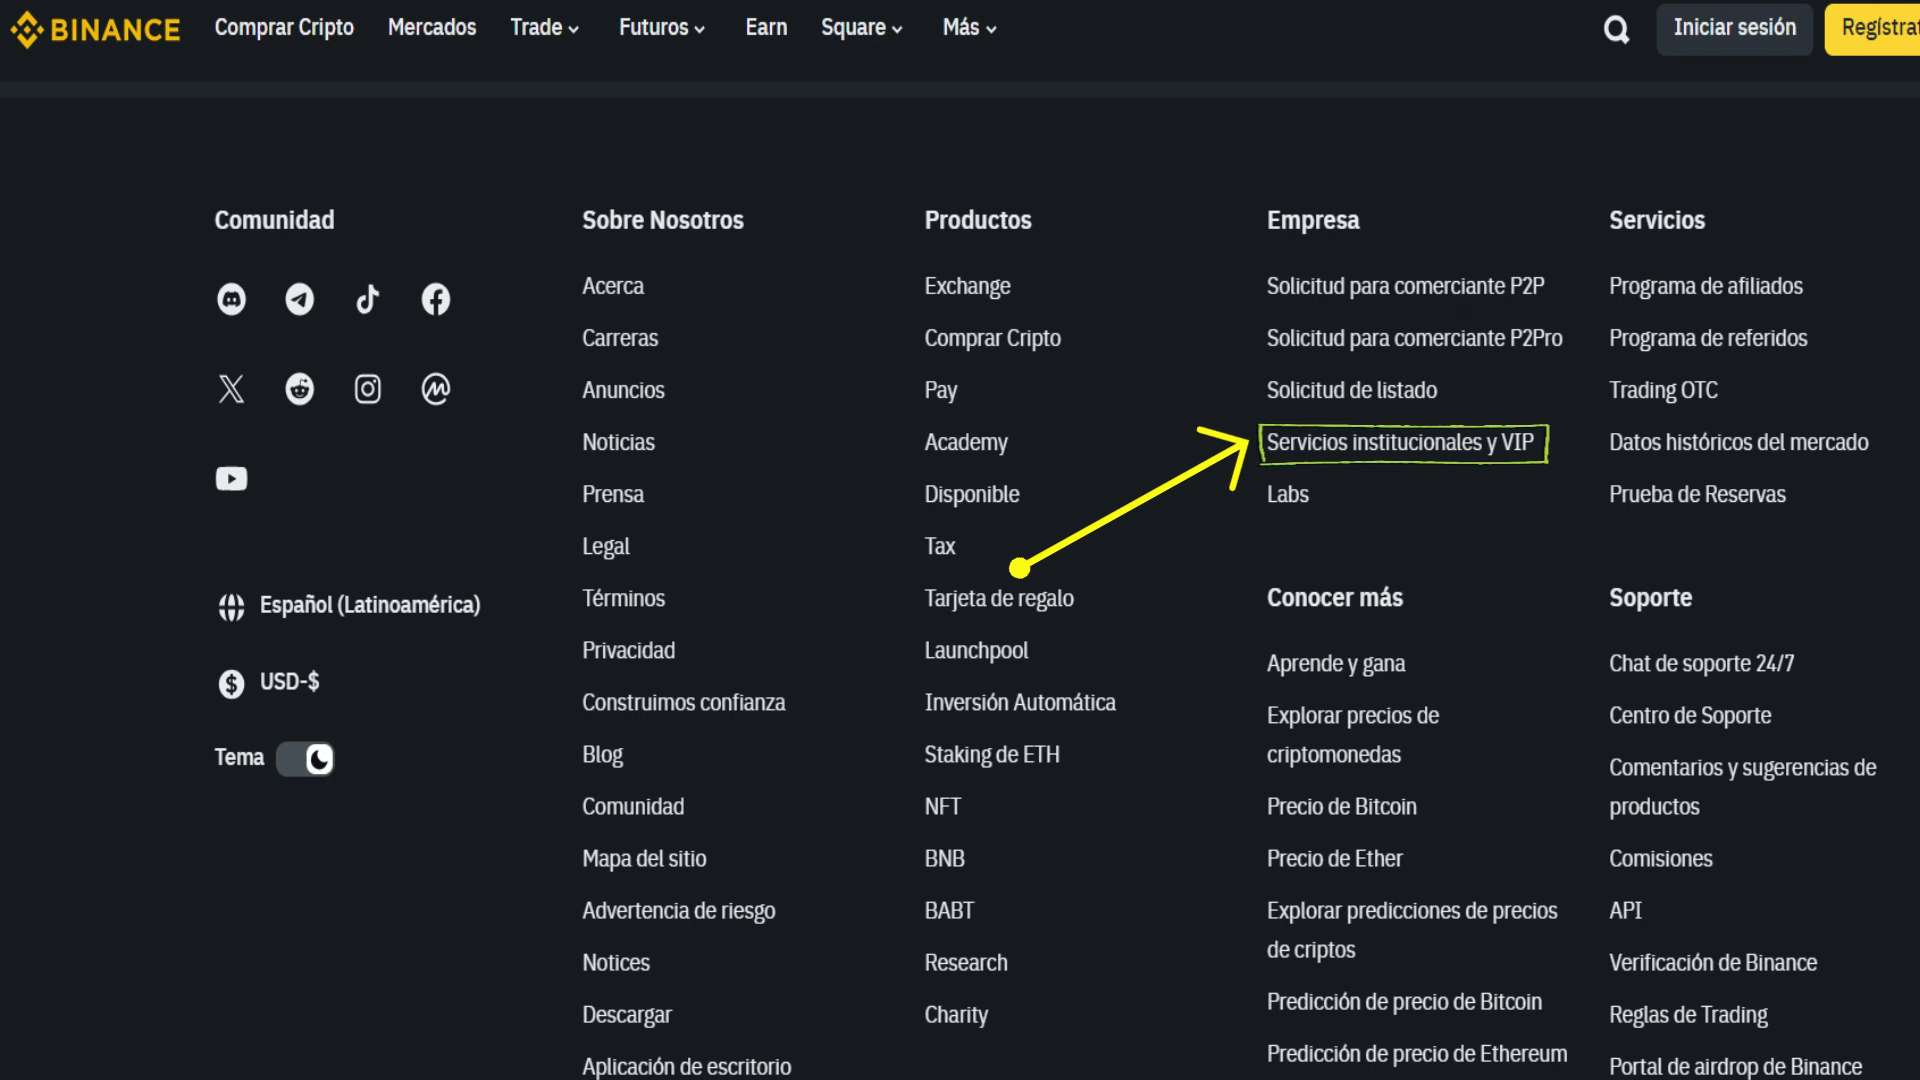 BINANCE
Comprar Cripto
Mercados
Trade
Futuros
Earn
Square
Más
Iniciar sesión
Regístrat
Comunidad
Español (Latinoamérica)
USD-$
Tema
Sobre Nosotros
Acerca
Carreras
Anuncios
Noticias
Prensa
Legal
Términos
Privacidad
Construimos confianza
Blog
Comunidad
Mapa del sitio
Advertencia de riesgo
Notices
Descargar
Aplicación de escritorio
Productos
Exchange
Comprar Cripto
Pay
Academy
Disponible
Tax
Tarjeta de regalo
Launchpool
Inversión Automática
Staking de ETH
NFT
BNB
BABT
Research
Charity
Empresa
Solicitud para comerciante P2P
Solicitud para comerciante P2Pro
Solicitud de listado
Servicios institucionales y VIP
Labs
Conocer más
Aprende y gana
Explorar precios de
criptomonedas
Precio de Bitcoin
Precio de Ether
Explorar predicciones de precios
de criptos
Predicción de precio de Bitcoin
Predicción de precio de Ethereum
Servicios
Programa de afiliados
Programa de referidos
Trading OTC
Datos históricos del mercado
Prueba de Reservas
Soporte
Chat de soporte 24/7
Centro de Soporte
Comentarios y sugerencias de
productos
Comisiones
API
Verificación de Binance
Reglas de Trading
Portal de airdrop de Binance